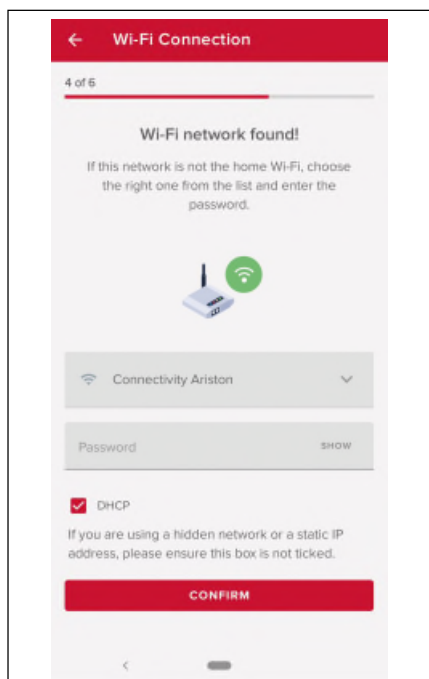 Wi-Fi Connection
4 of 6
Wi-Fi network found!
If this network is not the home Wi-Fi, choose
the right one from the list and enter the
password.
Connectivity Ariston
Password SHOW
DHCP
If you are using a hidden network or a static IP
address, please ensure this box is not ticked.
CONFIRM